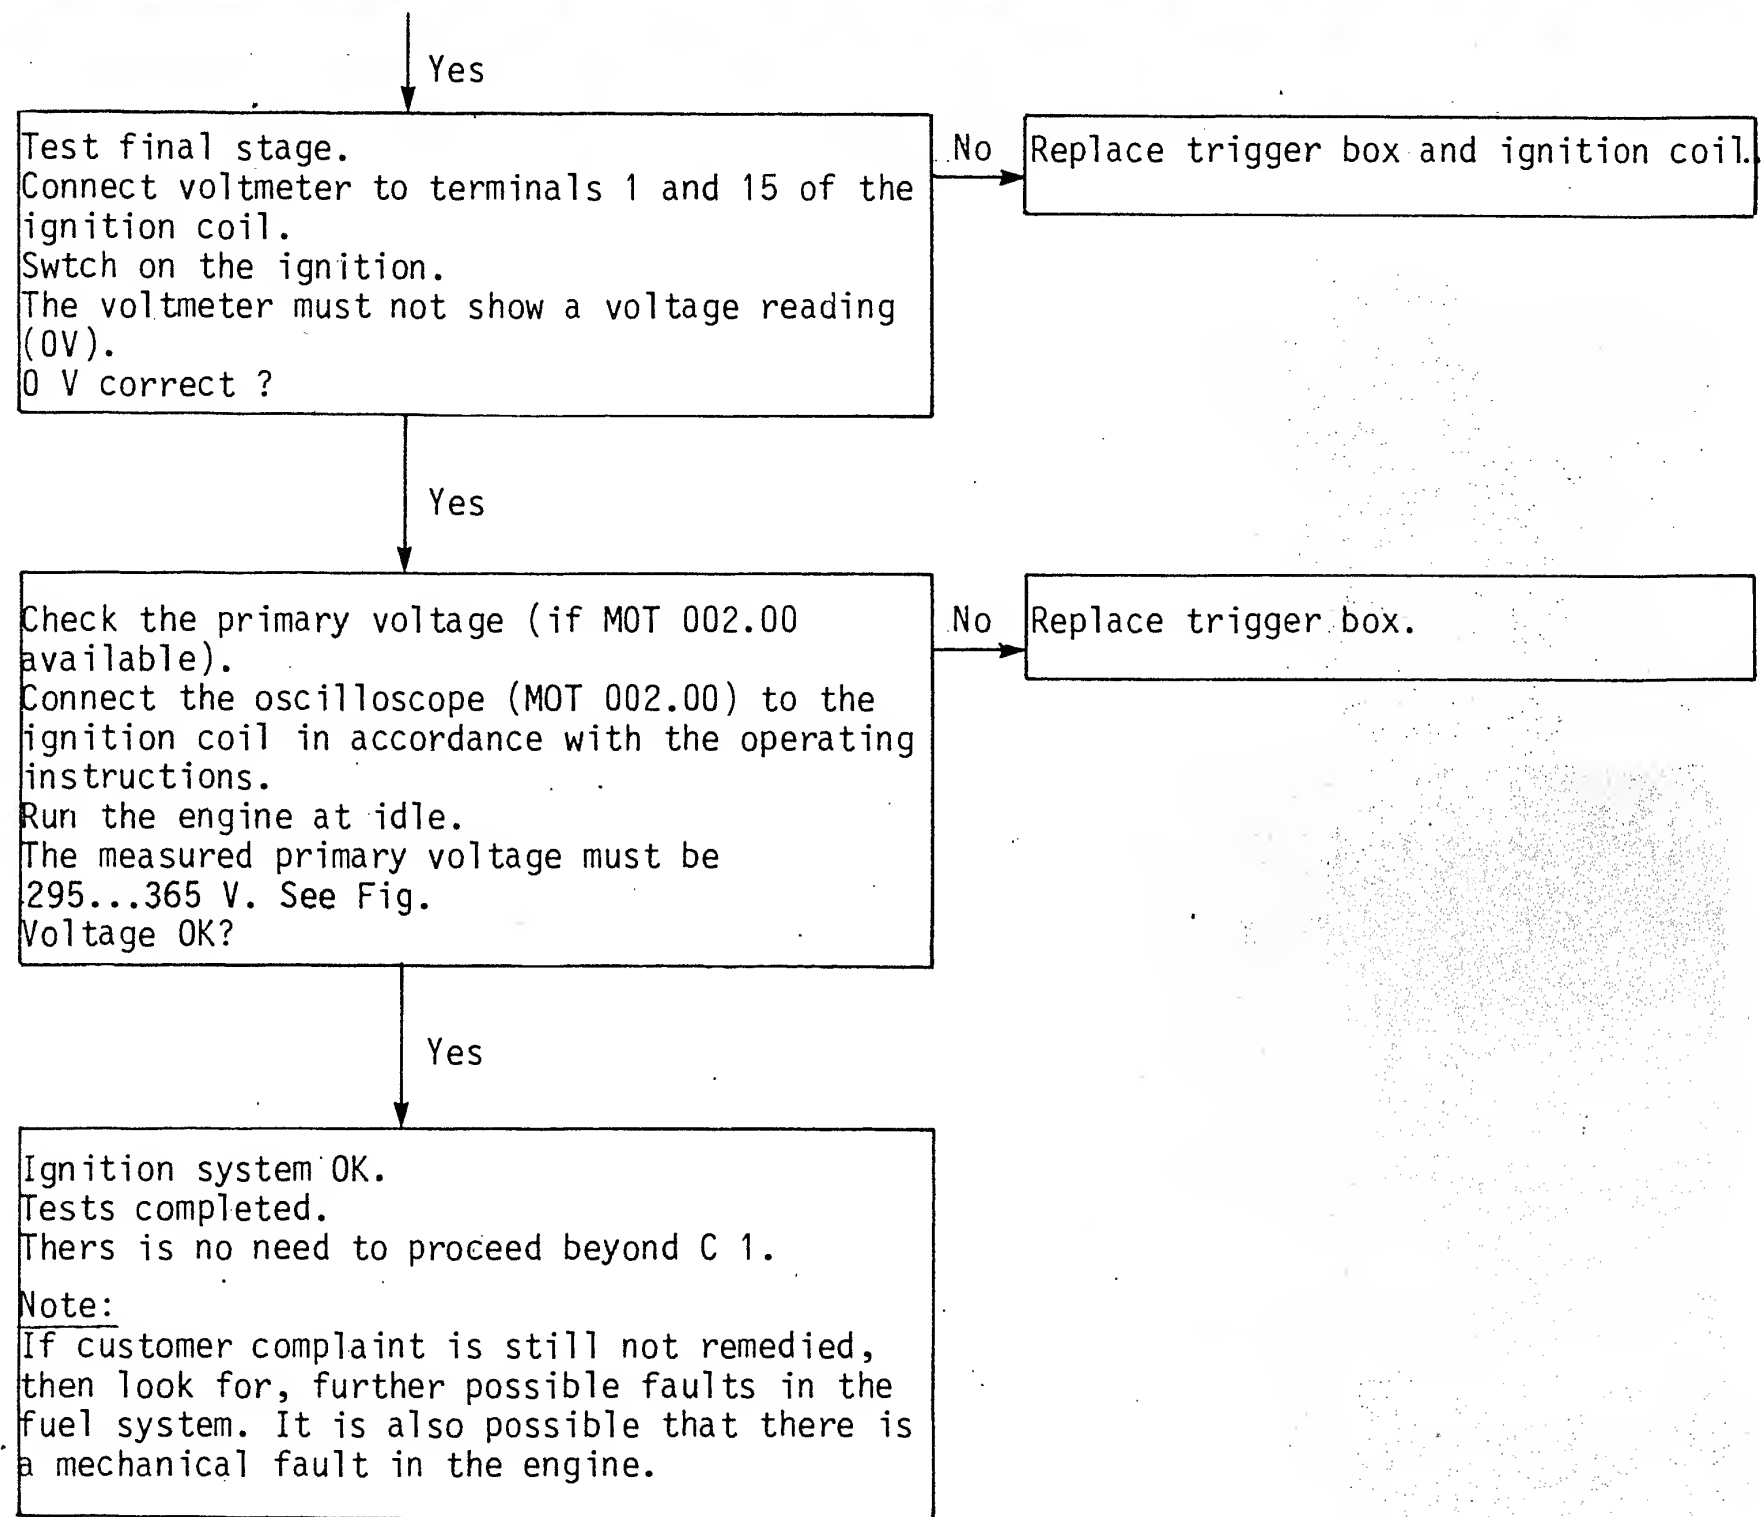 Yes
Test final stage.
Connect voltmeter to terminals 1 and 15 of the
ignition coil.
Swtch on the ignition.
The voltmeter must not show a voltage reading
(0V).
0 V correct ?
No
Replace trigger box and ignition coil.
Yes
Check the primary voltage (if MOT 002.00
available).
Connect the oscilloscope (MOT 002.00) to the
ignition coil in accordance with the operating
instructions.
Run the engine at idle.
The measured primary voltage must be
295...365 V. See Fig.
Voltage OK?
No
Replace trigger box.
Yes
Ignition system OK.
Tests completed.
Thers is no need to proceed beyond C 1.
Note:
If customer complaint is still not remedied,
then look for, further possible faults in the
fuel system. It is also possible that there is
a mechanical fault in the engine.